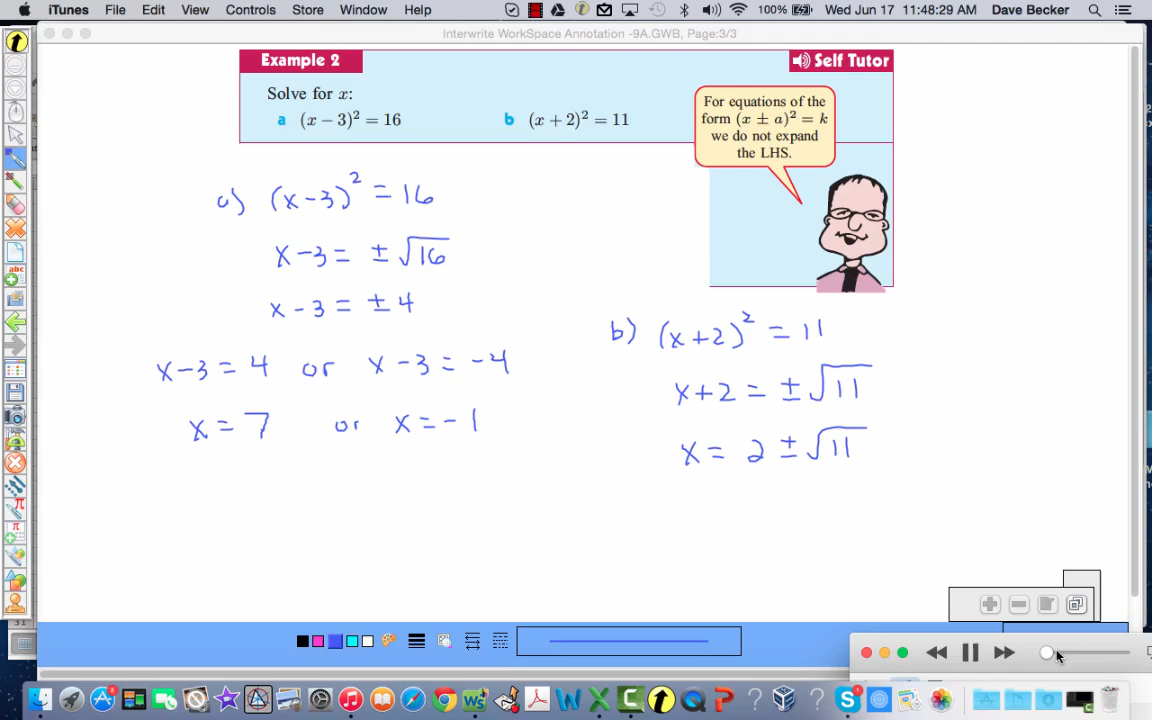 iTunes File Edit View Controls Store Window Help 100% Wed Jun 17 11:48:29 AM Dave Becker
Interwrite WorkSpace Annotation -9A.GWB, Page:3/3
Example 2
Self Tutor
Solve for x:
a (x − 3)² = 16
b (x + 2)² = 11
For equations of the
form (x ± a)² = k
we do not expand
the LHS.
a) (x-3)² = 16
x-3 = ± √16
x-3 = ± 4
x-3 = 4 or x-3 = -4
x = 7 or x = -1
b) (x+2)² = 11
x+2 = ± √11
x = 2 ± √11
abc